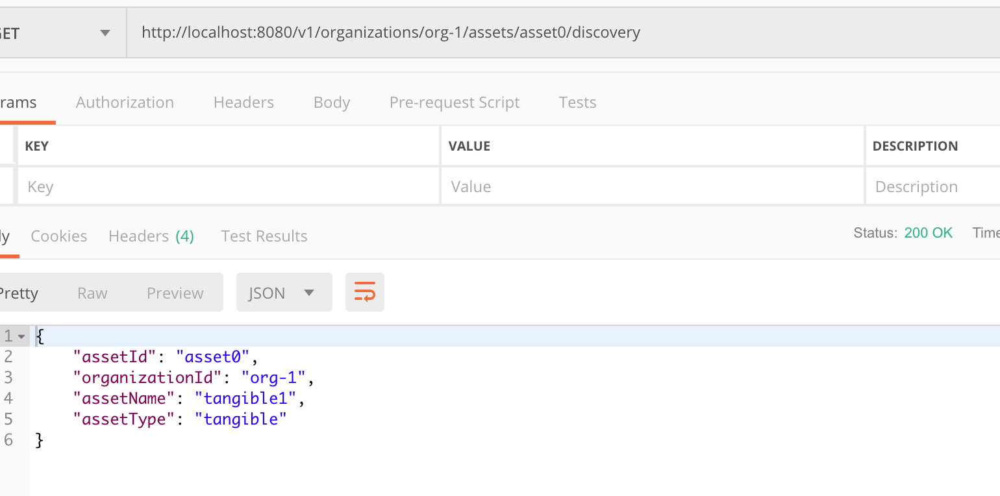 GET http://localhost:8080/v1/organizations/org-1/assets/asset0/discovery
rams Authorization Headers Body Pre-request Script Tests
KEY VALUE DESCRIPTION
Key Value Description
ly Cookies Headers (4) Test Results Status: 200 OK Time
Pretty Raw Preview JSON
1 {
2 "assetId": "asset0",
3 "organizationId": "org-1",
4 "assetName": "tangible1",
5 "assetType": "tangible"
6 }